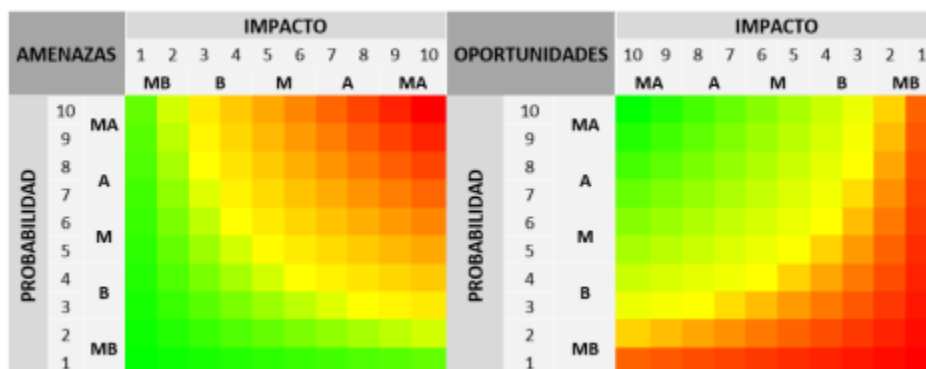 IMPACTO IMPACTO
AMENAZAS 1 2 3 4 5 6 7 8 9 10 OPORTUNIDADES 10 9 8 7 6 5 4 3 2 1
MB B M A MA MA A M B MB
PROBABILIDAD PROBABILIDAD
10 MA 10 MA
9 9
8 A 8 A
7 7
6 M 6 M
5 5
4 B 4 B
3 3
2 MB 2 MB
1 1